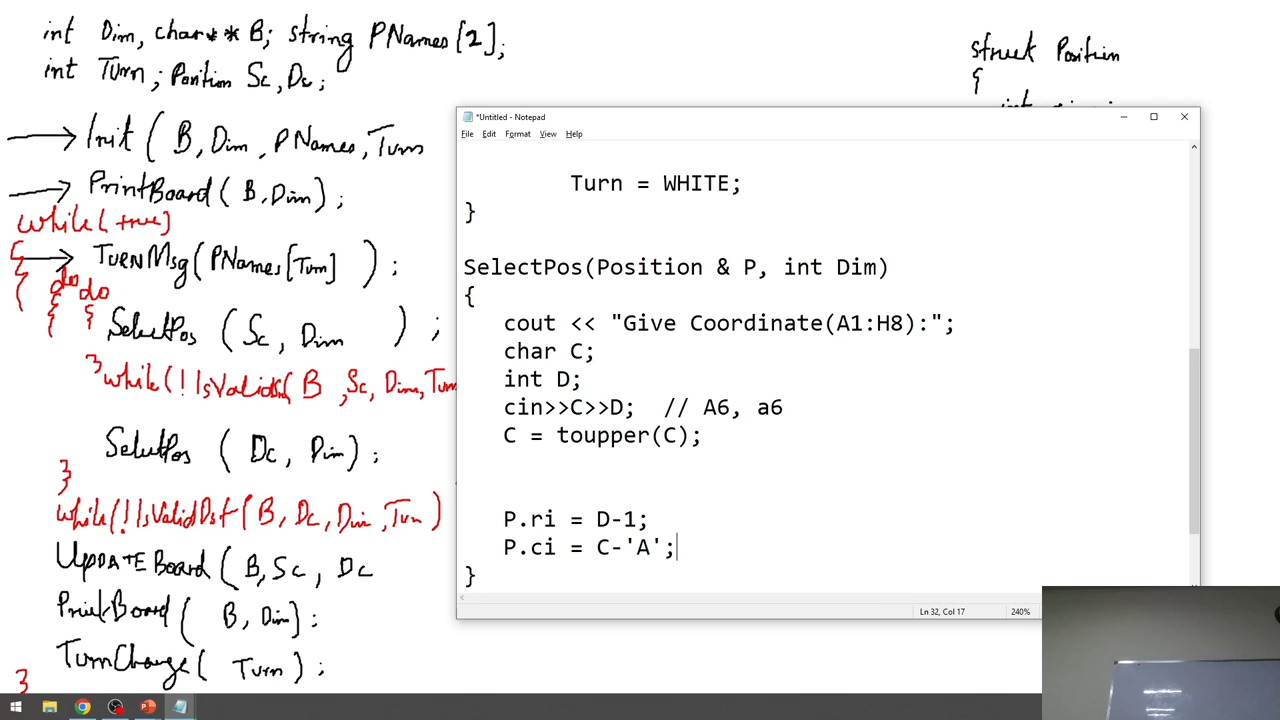 int Dim, char** B; string PNames[2];
int Turn; Position Sc, Dc;
struct Position
{
Init( B, Dim, PNames, Turn
PrintBoard( B, Dim);
while(true)
{
TurnMsg( PNames[Turn] );
do
{
do
{
SelectPos ( Sc, Dim );
}while(!IsValidSrc( B ,Sc, Dim, Turn
SelectPos ( Dc, Dim );
}
while(!IsValidDst( B, Dc, Dim, Turn)
UpdateBoard( B, Sc, Dc
PrintBoard( B, Dim);
TurnChange( Turn );
}
*Untitled - Notepad
File Edit Format View Help
Turn = WHITE;
}
SelectPos(Position & P, int Dim)
{
cout << "Give Coordinate(A1:H8):";
char C;
int D;
cin>>C>>D; // A6, a6
C = toupper(C);
P.ri = D-1;
P.ci = C-'A';
}
Ln 32, Col 17
240%